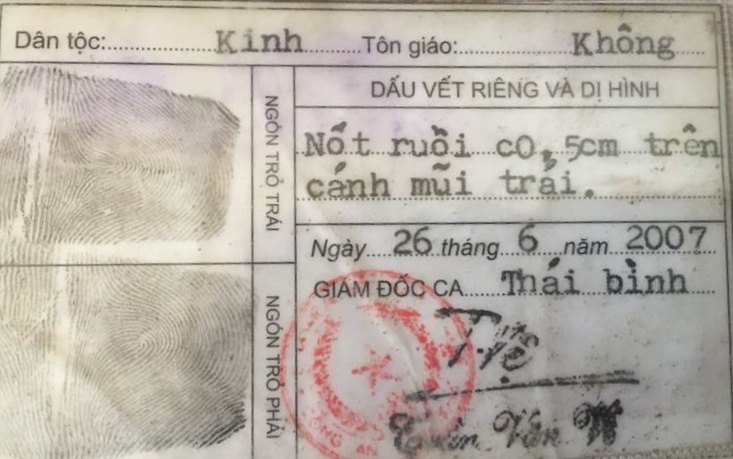 Dân tộc: Kinh Tôn giáo: Không
NGÓN TRỎ TRÁI
DẤU VẾT RIÊNG VÀ DỊ HÌNH
Nốt ruồi c0,5cm trên
cánh mũi trái.
Ngày 26 tháng 6 năm 2007
GIÁM ĐỐC CA Thái bình
NGÓN TRỎ PHẢI
Văn